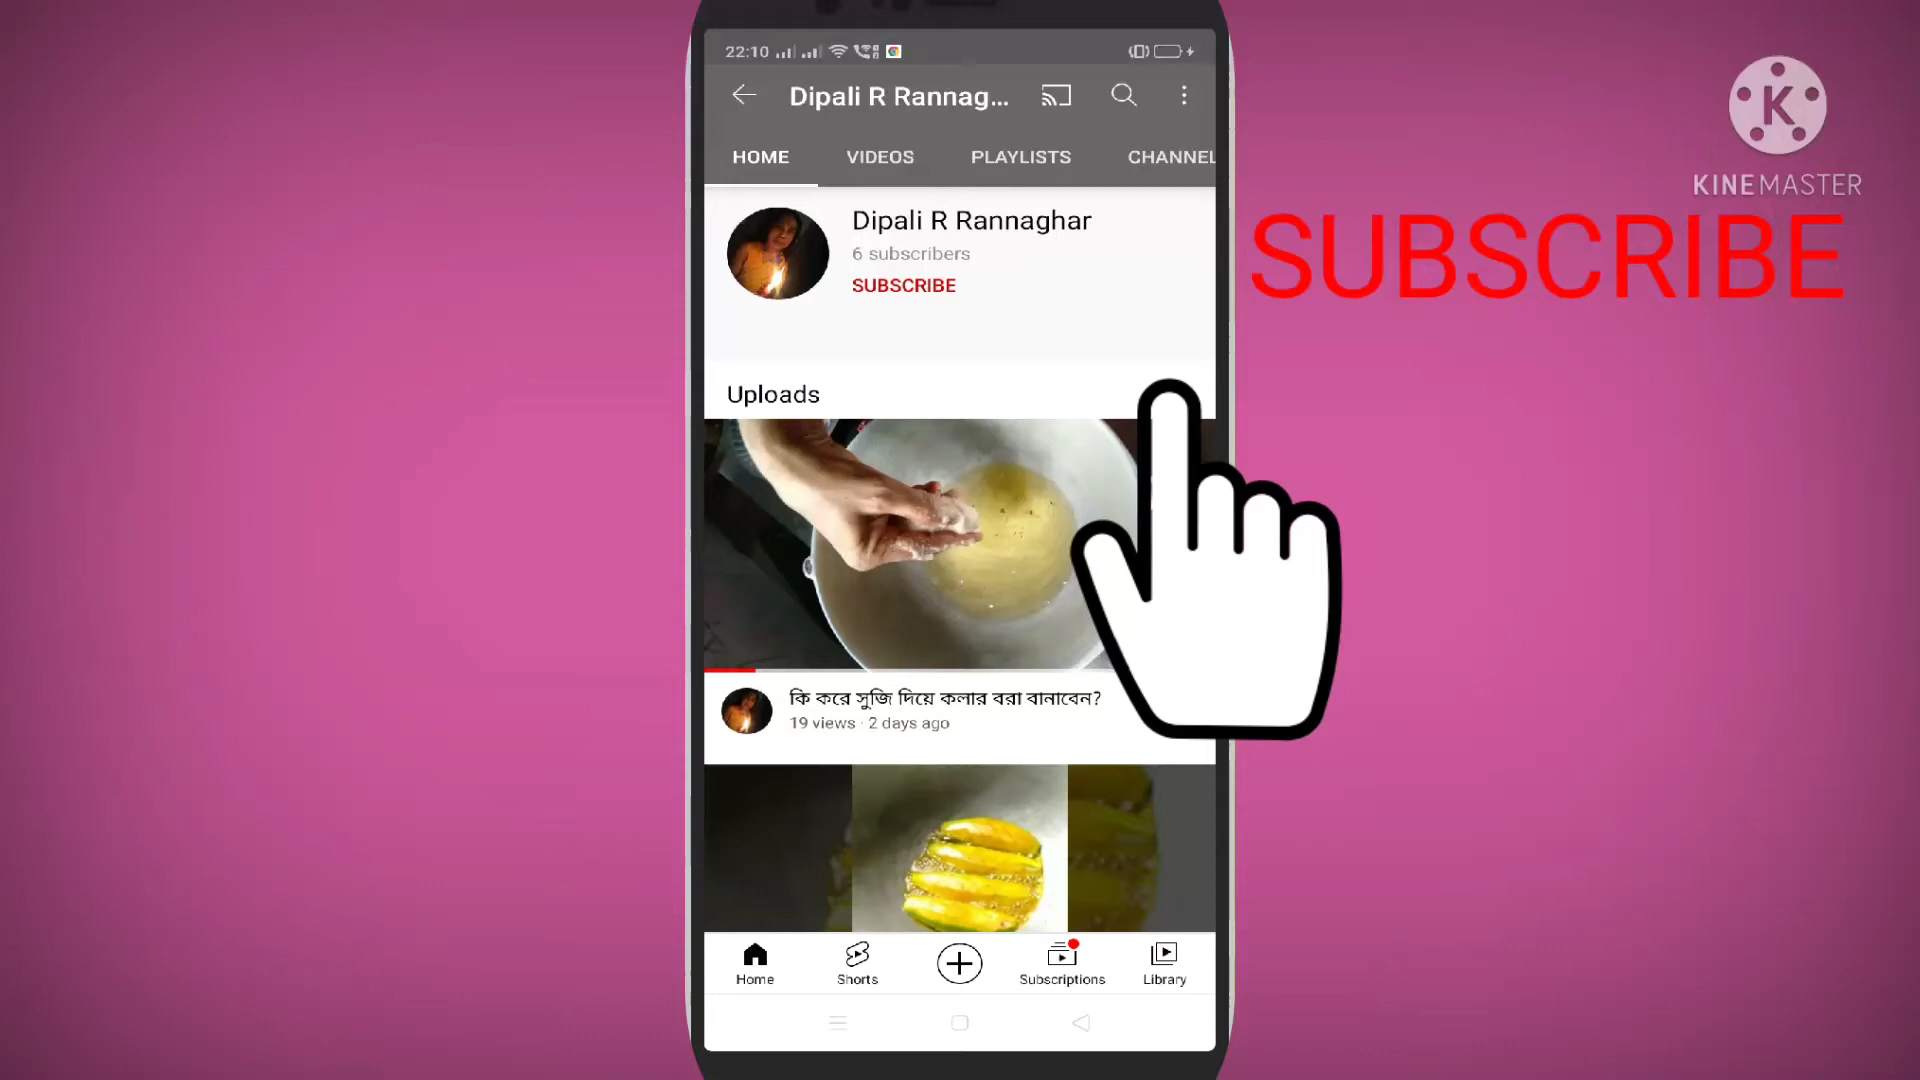 22:10
Dipali R Rannag...
HOME VIDEOS PLAYLISTS CHANNEL
Dipali R Rannaghar
6 subscribers
SUBSCRIBE
K
KINEMASTER
SUBSCRIBE
Uploads
কি করে সুজি দিয়ে কলার বরা বানাবেন?
19 views · 2 days ago
Home Shorts Subscriptions Library